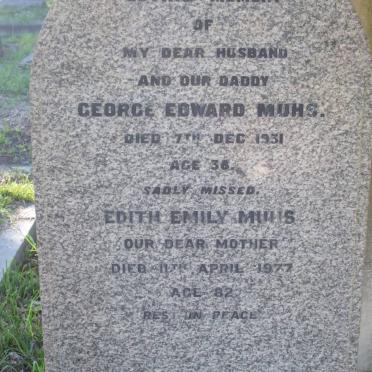 OF
MY DEAR HUSBAND
AND OUR DADDY
GEORGE EDWARD MUHS.
DIED 7TH DEC 1931
AGE 36.
SADLY MISSED.
EDITH EMILY MUHS
OUR DEAR MOTHER
DIED 11TH APRIL 1977
AGE 82
REST IN PEACE